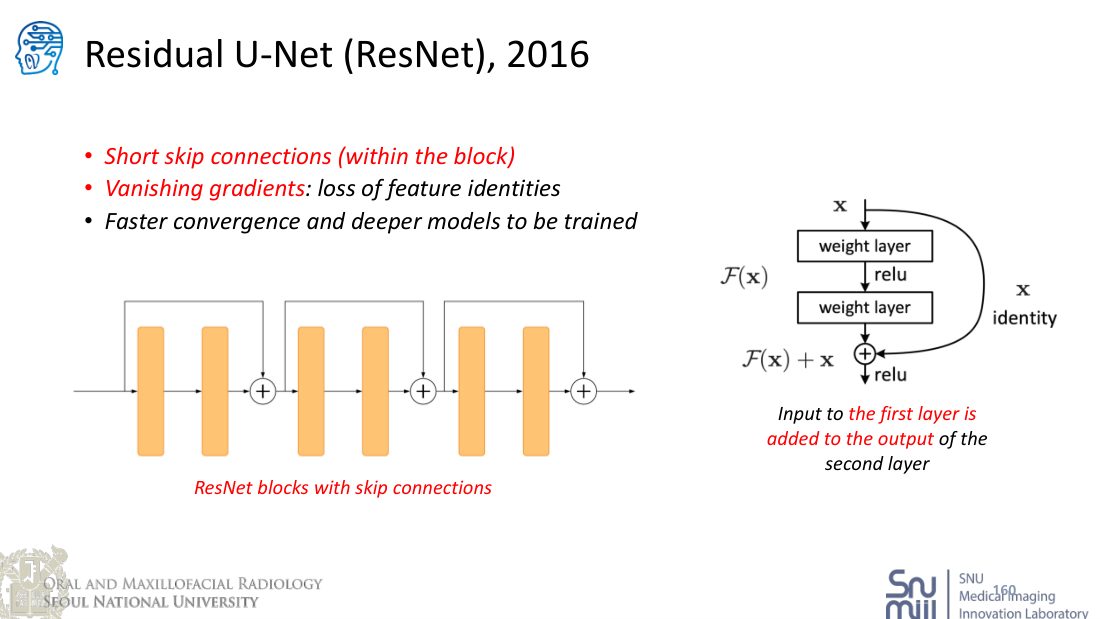 Residual U-Net (ResNet), 2016
• Short skip connections (within the block)
• Vanishing gradients: loss of feature identities
• Faster convergence and deeper models to be trained
x
weight layer
F(x)
relu
weight layer
x
identity
F(x) + x
+
relu
+
+
+
Input to the first layer is
added to the output of the
second layer
ResNet blocks with skip connections
ORAL AND MAXILLOFACIAL RADIOLOGY
SEOUL NATIONAL UNIVERSITY
SNU
mill
SNU
Medical Imaging
Innovation Laboratory
160